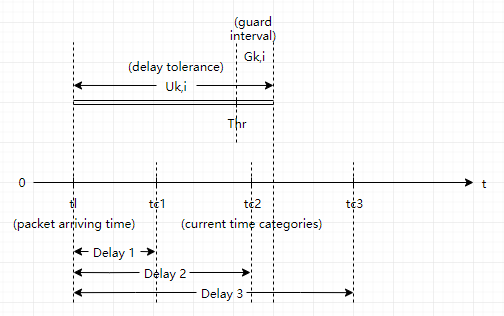 (guard
interval)
Gk,i
(delay tolerance)
Uk,i
Thr
0
t
tl
tc1
tc2
tc3
(packet arriving time)
(current time categories)
Delay 1
Delay 2
Delay 3